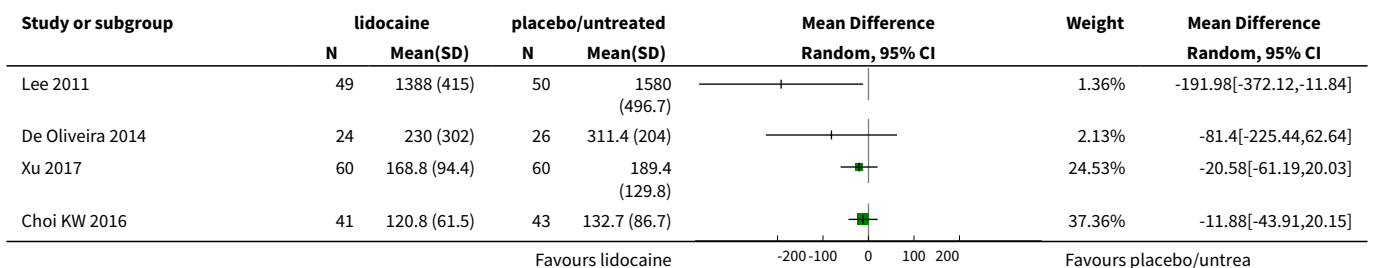 Study or subgroup lidocaine placebo/untreated Mean Difference Weight Mean Difference
N Mean(SD) N Mean(SD) Random, 95% CI Random, 95% CI
Lee 2011 49 1388 (415) 50 1580 1.36% -191.98[-372.12,-11.84]
(496.7)
De Oliveira 2014 24 230 (302) 26 311.4 (204) 2.13% -81.4[-225.44,62.64]
Xu 2017 60 168.8 (94.4) 60 189.4 24.53% -20.58[-61.19,20.03]
(129.8)
Choi KW 2016 41 120.8 (61.5) 43 132.7 (86.7) 37.36% -11.88[-43.91,20.15]
Favours lidocaine -200 -100 0 100 200 Favours placebo/untrea